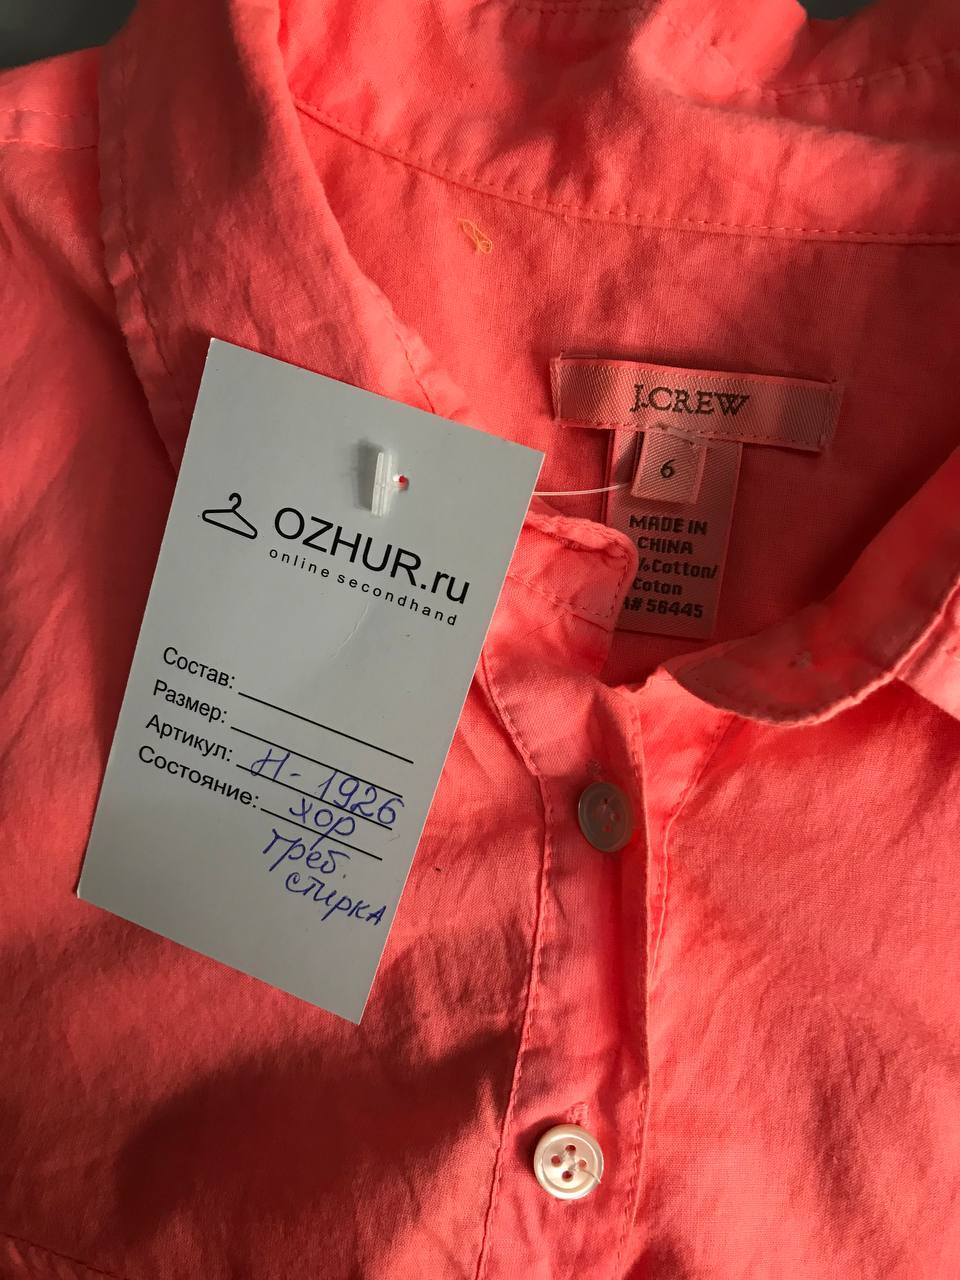 J.CREW
6
MADE IN
CHINA
%Cotton/
Coton
# 56445
OZHUR.ru
online secondhand
Состав:
Размер:
Артикул: Н-1926
Состояние: хор
треб.
стирка